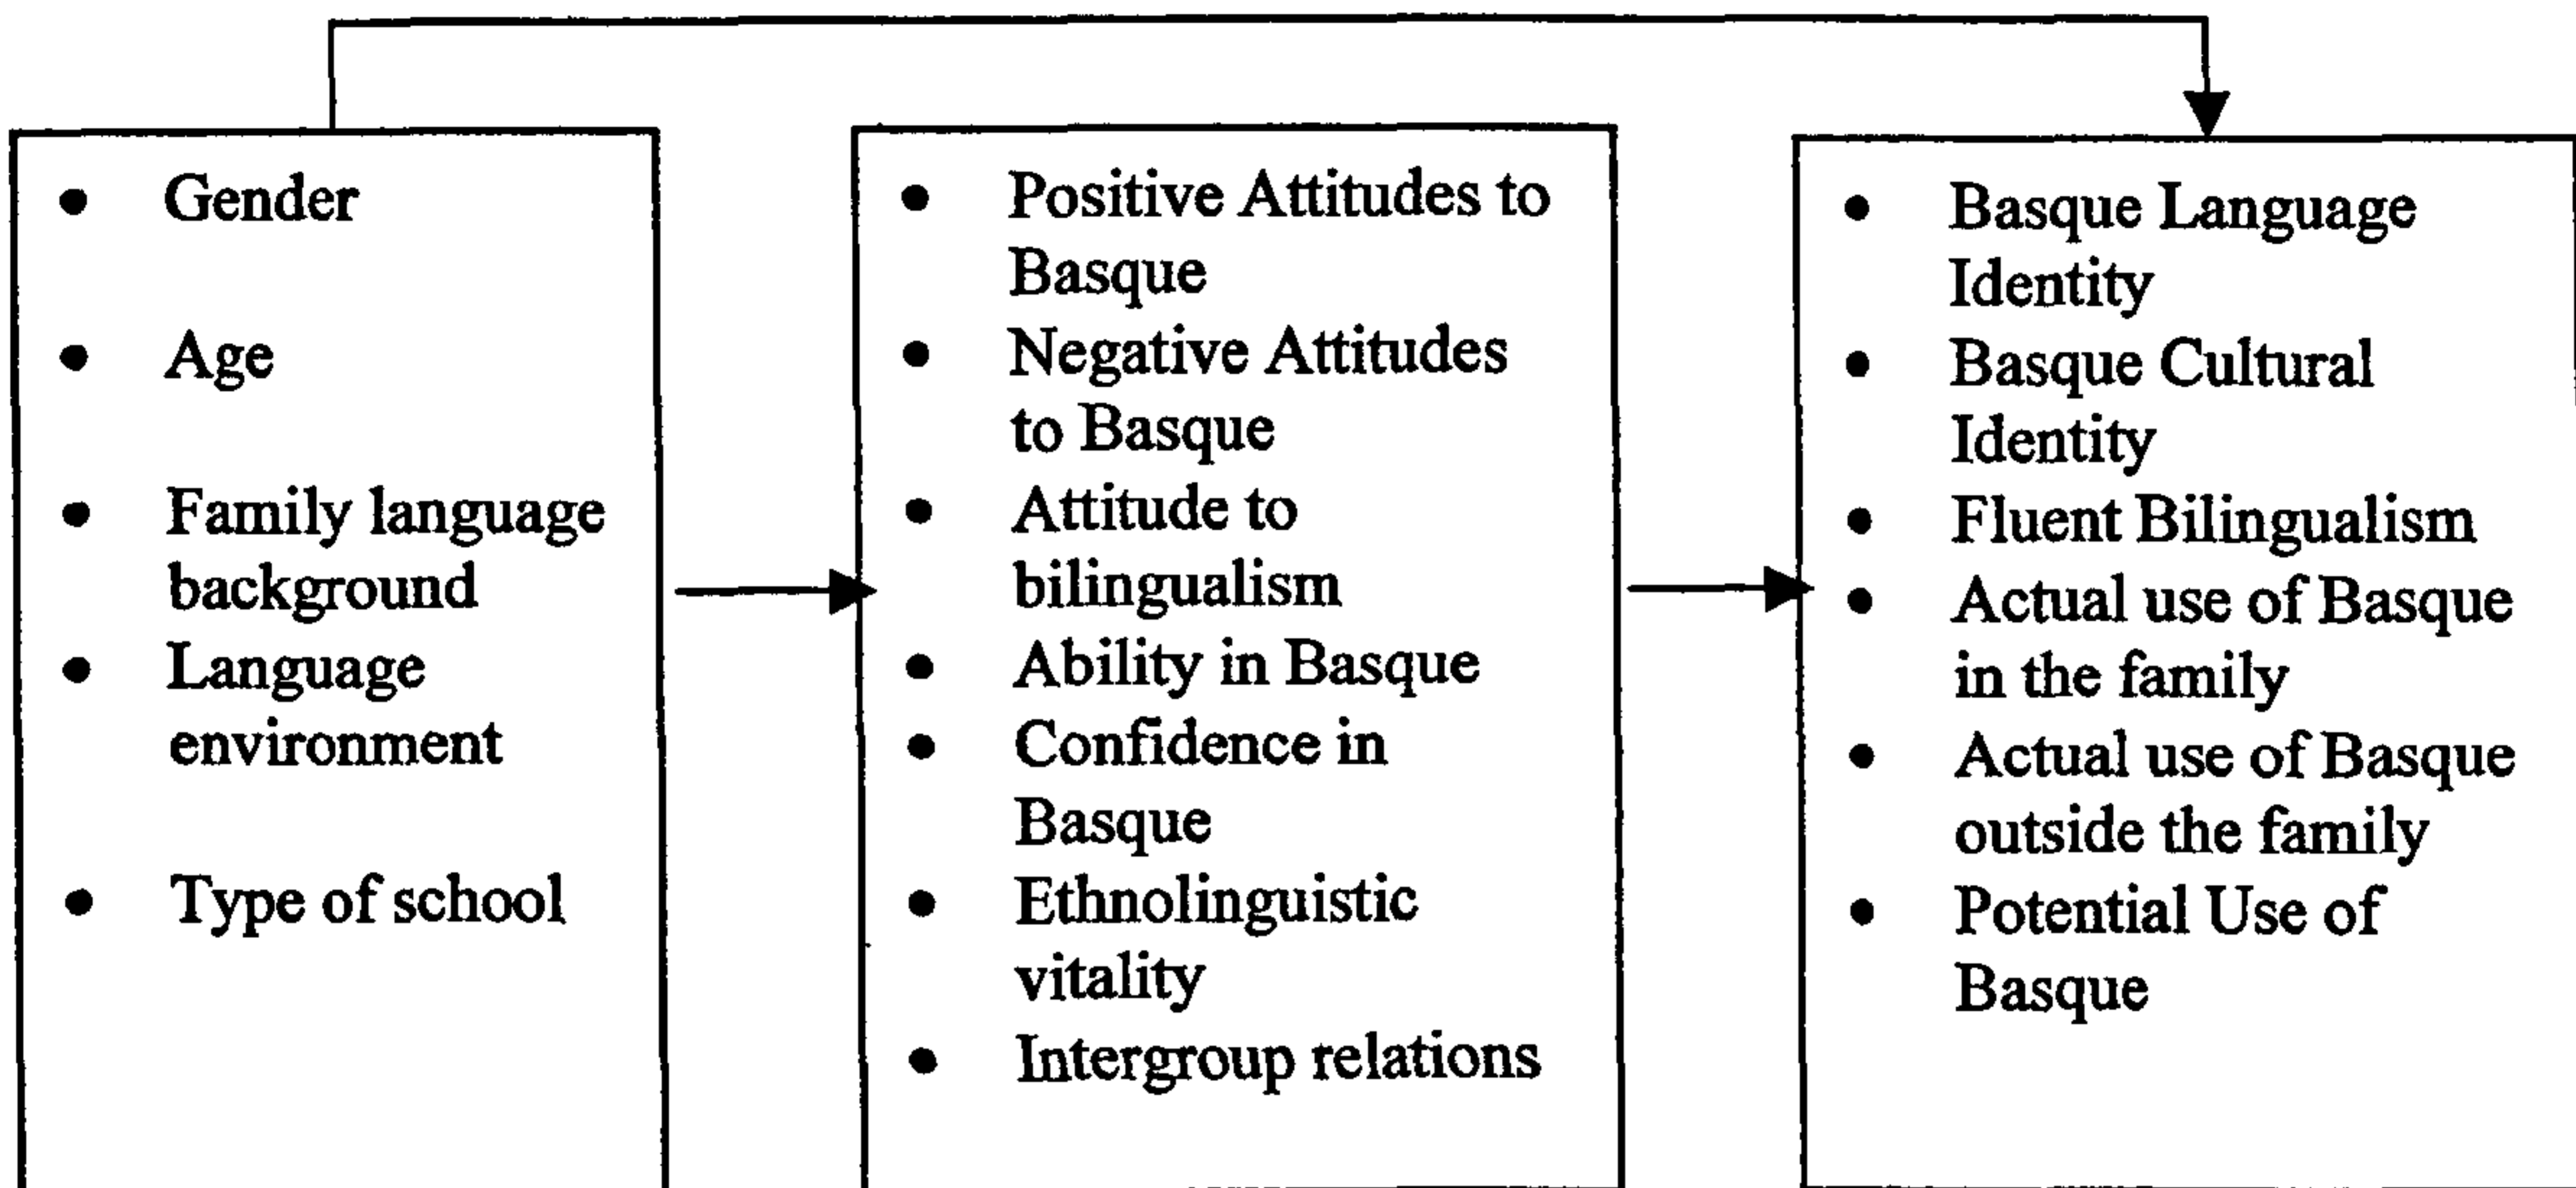 • Gender
• Age
• Family language
background
• Language
environment
• Type of school
• Positive Attitudes to
Basque
• Negative Attitudes
to Basque
• Attitude to
bilingualism
• Ability in Basque
• Confidence in
Basque
• Ethnolinguistic
vitality
• Intergroup relations
• Basque Language
Identity
• Basque Cultural
Identity
• Fluent Bilingualism
• Actual use of Basque
in the family
• Actual use of Basque
outside the family
• Potential Use of
Basque